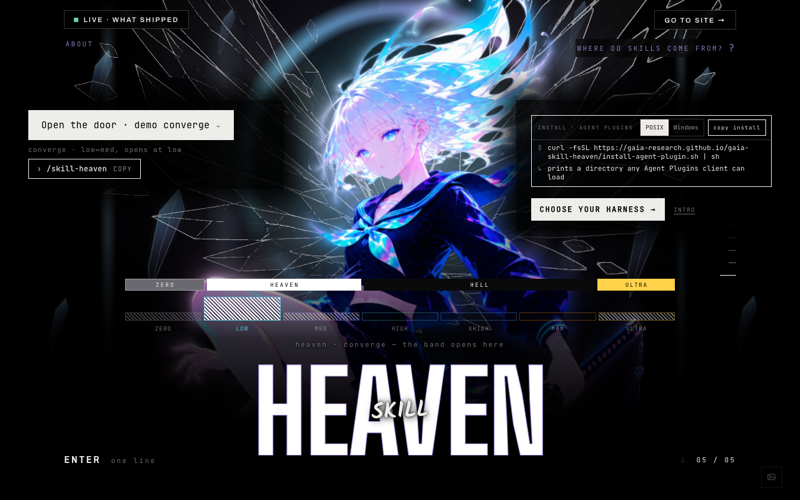 LIVE · WHAT SHIPPED
GO TO SITE →
ABOUT
WHERE DO SKILLS COME FROM? ?
Open the door · demo converge →
converge · low–med, opens at low
› /skill-heaven COPY
INSTALL · AGENT PLUGINS POSIX Windows copy install
$ curl -fsSL https://gaia-research.github.io/gaia-
skill-heaven/install-agent-plugin.sh | sh
↳ prints a directory any Agent Plugins client can
load
CHOOSE YOUR HARNESS → INTRO
ZERO HEAVEN HELL ULTRA
ZERO LOW MED HIGH XHIGH MAX ULTRA
heaven · converge — the band opens here
HEAVEN
SKILL
ENTER one line
05 / 05